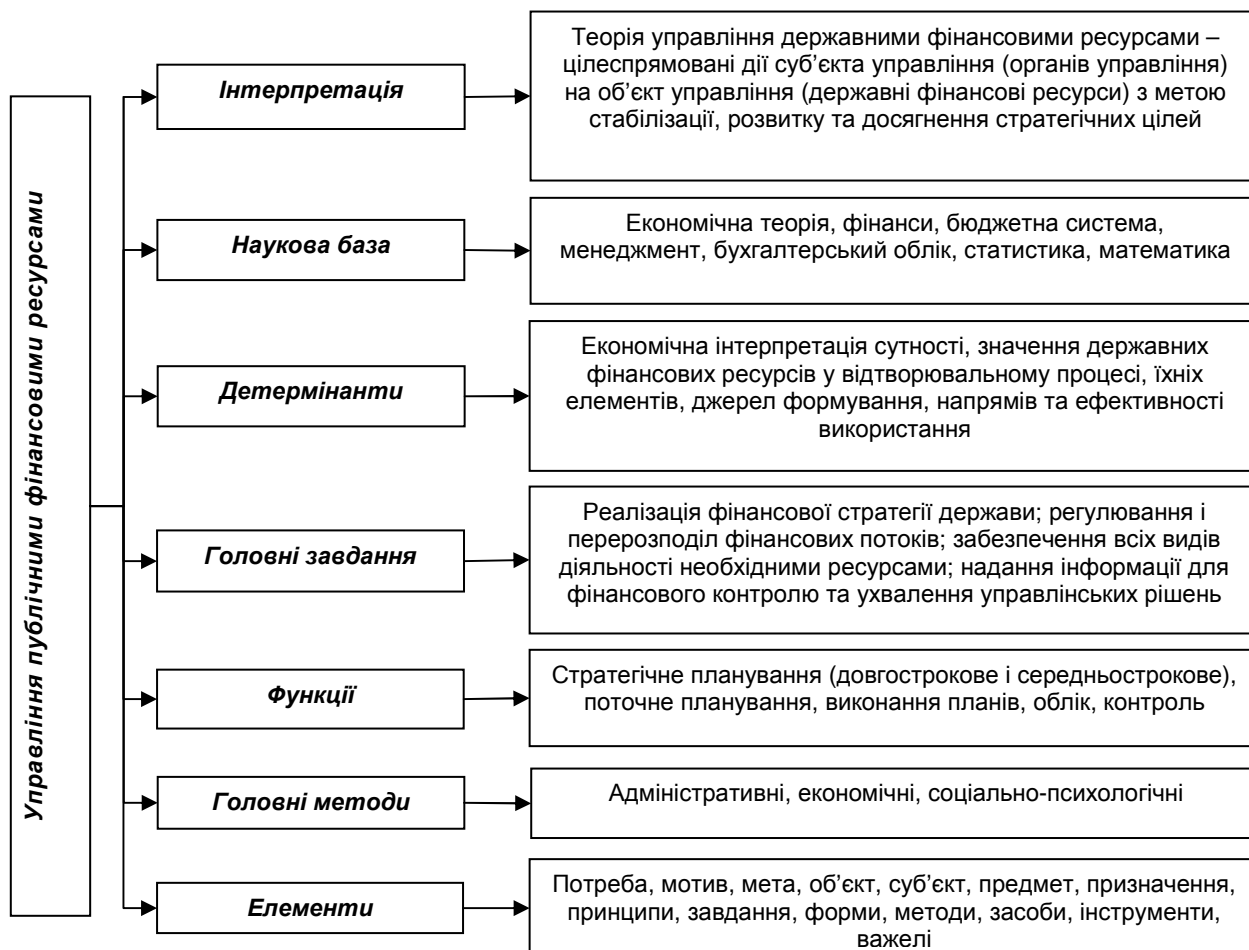 Управління публічними фінансовими ресурсами
Інтерпретація
Теорія управління державними фінансовими ресурсами –
цілеспрямовані дії суб’єкта управління (органів управління)
на об’єкт управління (державні фінансові ресурси) з метою
стабілізації, розвитку та досягнення стратегічних цілей
Наукова база
Економічна теорія, фінанси, бюджетна система,
менеджмент, бухгалтерський облік, статистика, математика
Детермінанти
Економічна інтерпретація сутності, значення державних
фінансових ресурсів у відтворювальному процесі, їхніх
елементів, джерел формування, напрямів та ефективності
використання
Головні завдання
Реалізація фінансової стратегії держави; регулювання і
перерозподіл фінансових потоків; забезпечення всіх видів
діяльності необхідними ресурсами; надання інформації для
фінансового контролю та ухвалення управлінських рішень
Функції
Стратегічне планування (довгострокове і середньострокове),
поточне планування, виконання планів, облік, контроль
Головні методи
Адміністративні, економічні, соціально-психологічні
Елементи
Потреба, мотив, мета, об’єкт, суб’єкт, предмет, призначення,
принципи, завдання, форми, методи, засоби, інструменти,
важелі